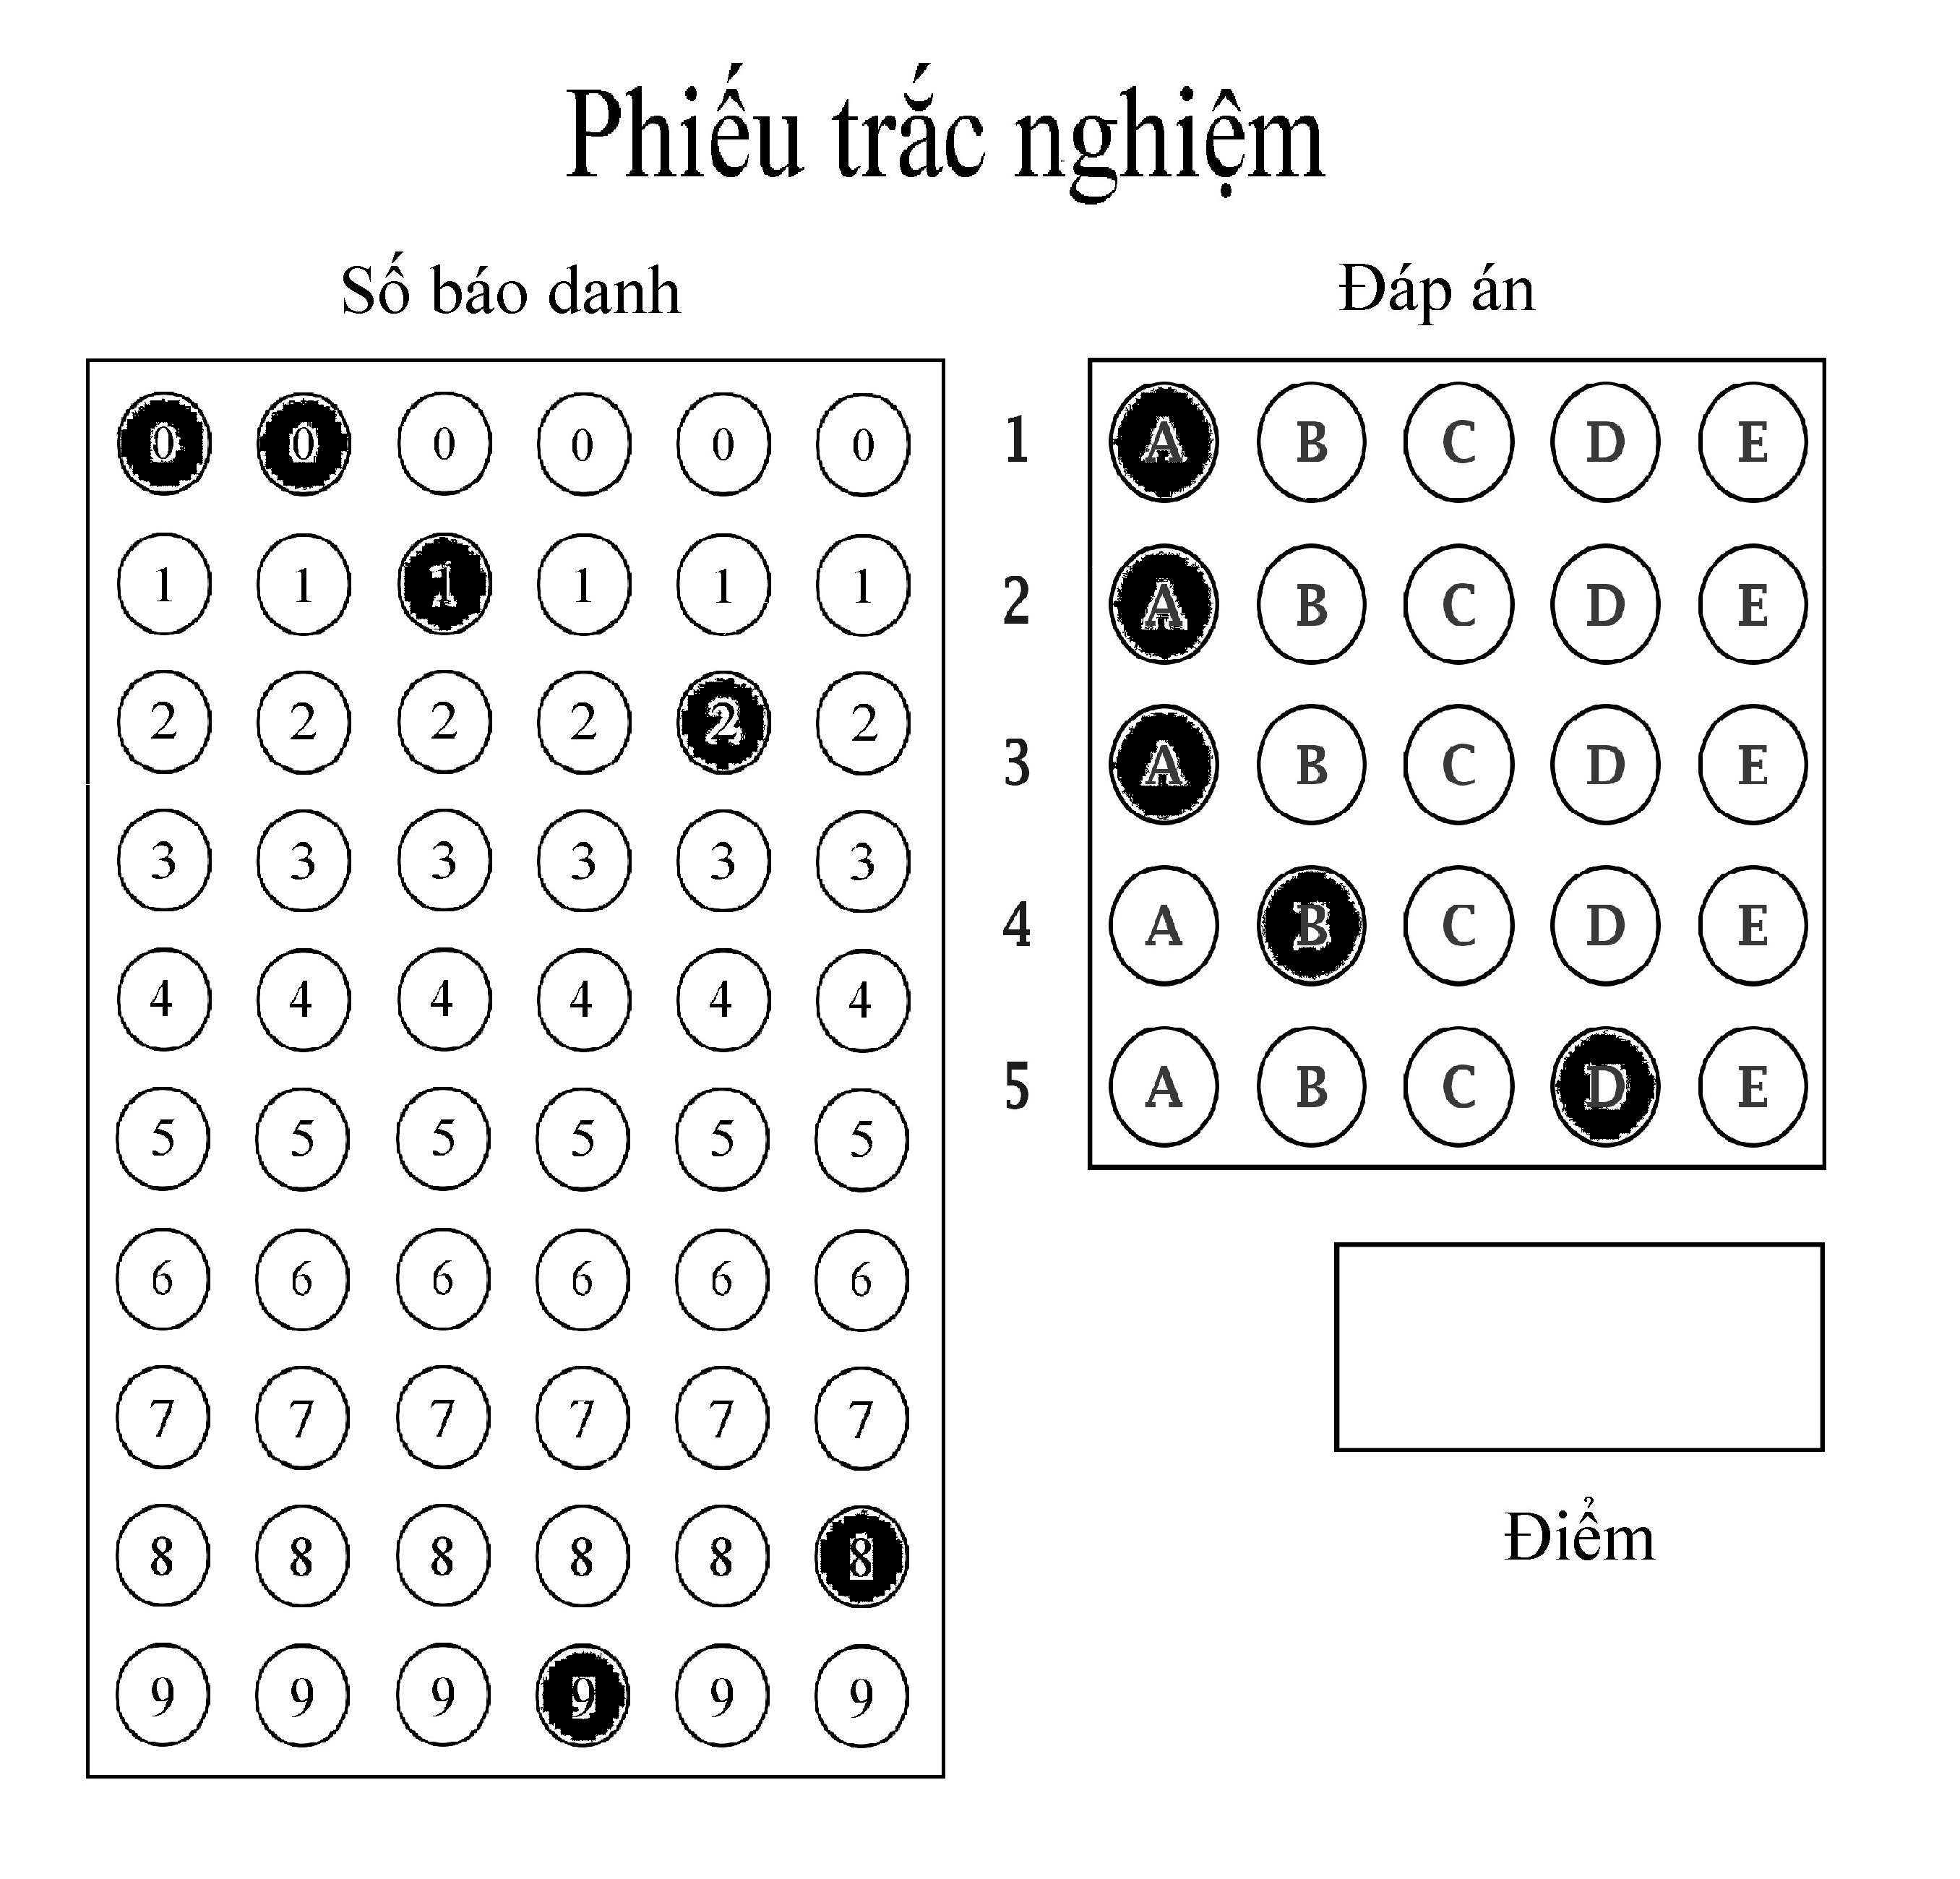 Phiếu trắc nghiệm
Số báo danh
0 0 0 0 0 0
1 1 1 1 1 1
2 2 2 2 2 2
3 3 3 3 3 3
4 4 4 4 4 4
5 5 5 5 5 5
6 6 6 6 6 6
7 7 7 7 7 7
8 8 8 8 8 8
9 9 9 9 9 9
Đáp án
1 A B C D E
2 A B C D E
3 A B C D E
4 A B C D E
5 A B C D E
Điểm